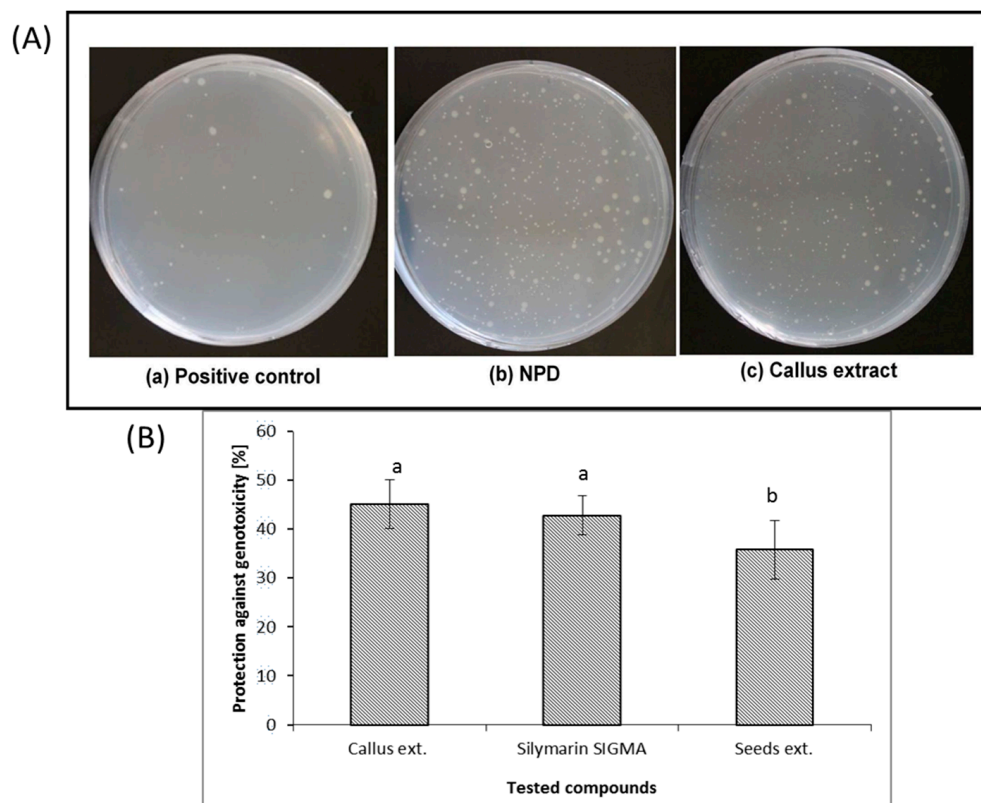 (A)
(a) Positive control
(b) NPD
(c) Callus extract
(B)
Protection against genotoxicity [%]
60
50
40
30
20
10
0
a
a
b
Callus ext.
Silymarin SIGMA
Seeds ext.
Tested compounds